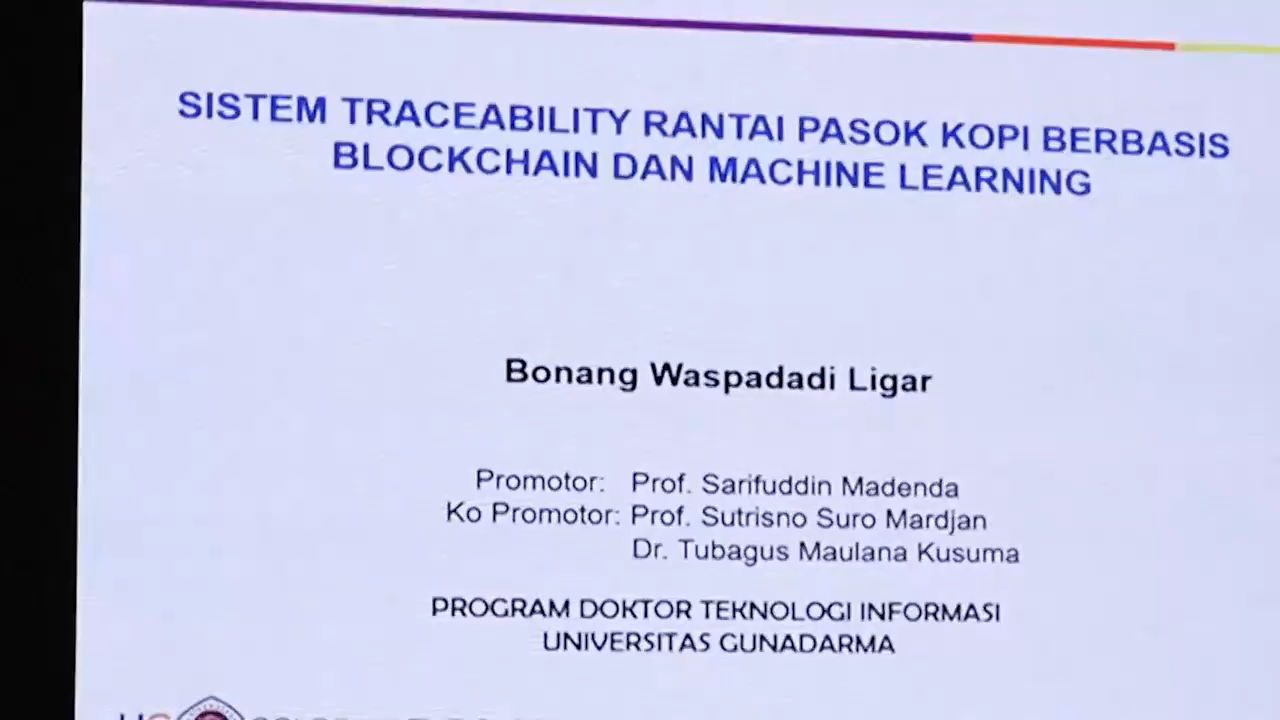 SISTEM TRACEABILITY RANTAI PASOK KOPI BERBASIS
BLOCKCHAIN DAN MACHINE LEARNING
Bonang Waspadadi Ligar
Promotor: Prof. Sarifuddin Madenda
Ko Promotor: Prof. Sutrisno Suro Mardjan
Dr. Tubagus Maulana Kusuma
PROGRAM DOKTOR TEKNOLOGI INFORMASI
UNIVERSITAS GUNADARMA